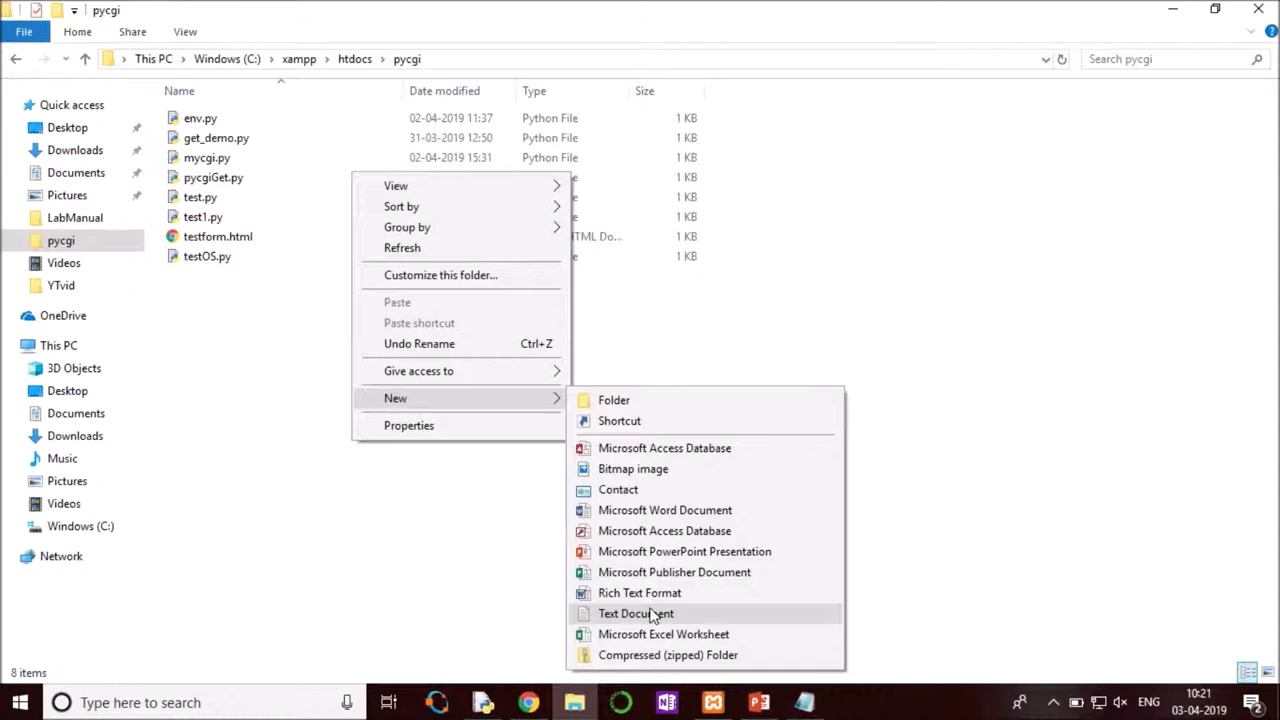 pycgi
File Home Share View
This PC Windows (C:) xampp htdocs pycgi Search pycgi
Name Date modified Type Size
Quick access
Desktop
Downloads
Documents
Pictures
LabManual
pycgi
Videos
YTvid
OneDrive
This PC
3D Objects
Desktop
Documents
Downloads
Music
Pictures
Videos
Windows (C:)
Network
env.py 02-04-2019 11:37 Python File 1 KB
get_demo.py 31-03-2019 12:50 Python File 1 KB
mycgi.py 02-04-2019 15:31 Python File 1 KB
pycgiGet.py 1 KB
test.py 1 KB
test1.py 1 KB
testform.html HTML Do... 1 KB
testOS.py 1 KB
View
Sort by
Group by
Refresh
Customize this folder...
Paste
Paste shortcut
Undo Rename Ctrl+Z
Give access to
New
Properties
Folder
Shortcut
Microsoft Access Database
Bitmap image
Contact
Microsoft Word Document
Microsoft Access Database
Microsoft PowerPoint Presentation
Microsoft Publisher Document
Rich Text Format
Text Document
Microsoft Excel Worksheet
Compressed (zipped) Folder
8 items
Type here to search
ENG
10:21
03-04-2019
2